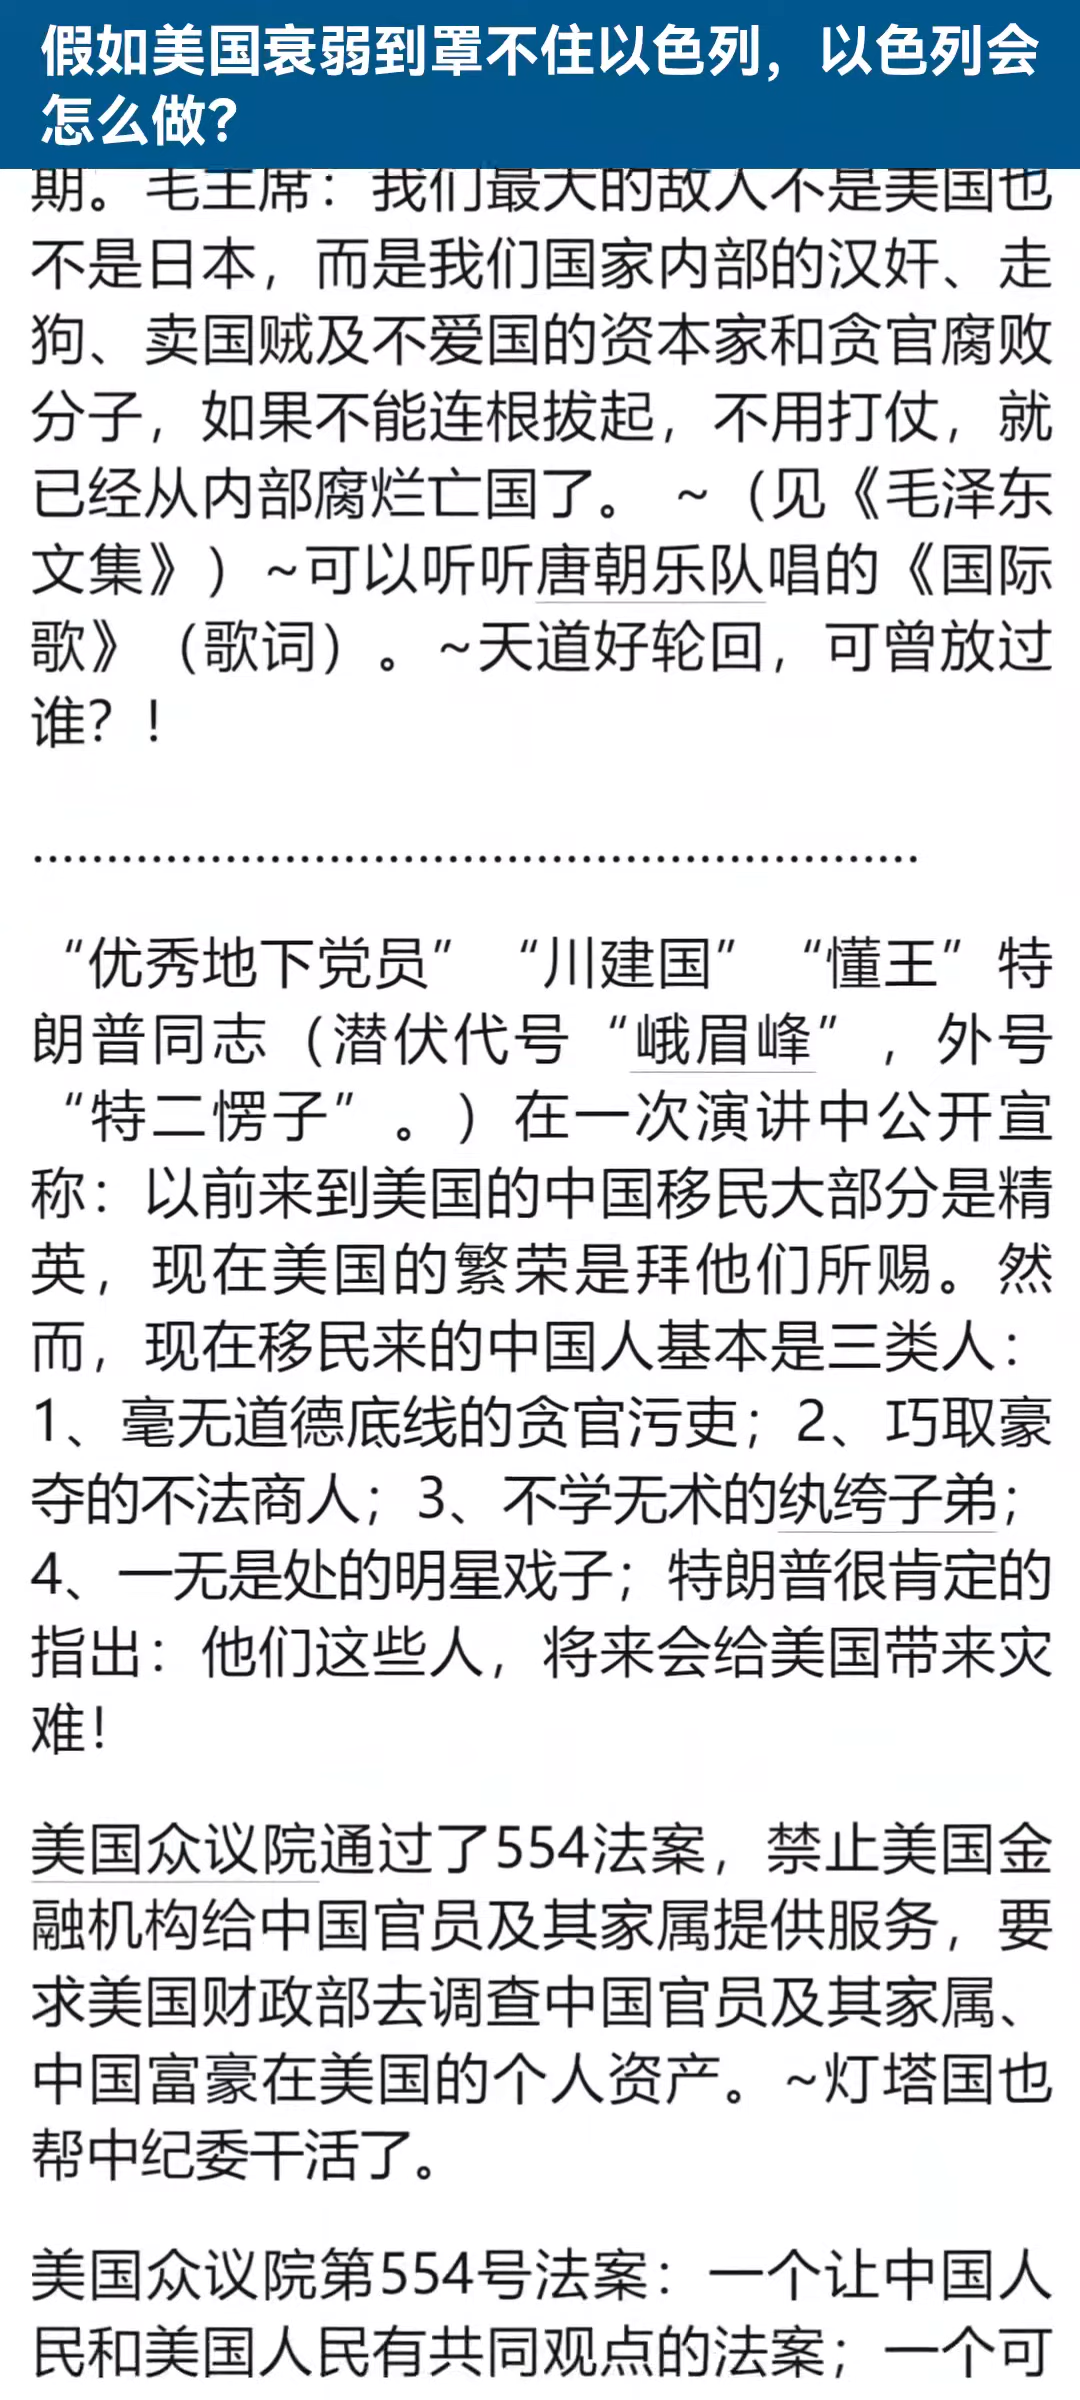 假如美国衰弱到罩不住以色列，以色列会
怎么做？
期。毛主席：我们最大的敌人不是美国也
不是日本，而是我们国家内部的汉奸、走
狗、卖国贼及不爱国的资本家和贪官腐败
分子，如果不能连根拔起，不用打仗，就
已经从内部腐烂亡国了。 ~（见《毛泽东
文集》）~可以听听唐朝乐队唱的《国际
歌》（歌词）。~天道好轮回，可曾放过
谁？！
............................................................
“优秀地下党员”“川建国”“懂王”特
朗普同志（潜伏代号“峨眉峰”，外号
“特二愣子”。）在一次演讲中公开宣
称：以前来到美国的中国移民大部分是精
英，现在美国的繁荣是拜他们所赐。然
而，现在移民来的中国人基本是三类人：
1、毫无道德底线的贪官污吏；2、巧取豪
夺的不法商人；3、不学无术的纨绔子弟；
4、一无是处的明星戏子；特朗普很肯定的
指出：他们这些人，将来会给美国带来灾
难！
美国众议院通过了554法案，禁止美国金
融机构给中国官员及其家属提供服务，要
求美国财政部去调查中国官员及其家属、
中国富豪在美国的个人资产。~灯塔国也
帮中纪委干活了。
美国众议院第554号法案：一个让中国人
民和美国人民有共同观点的法案；一个可